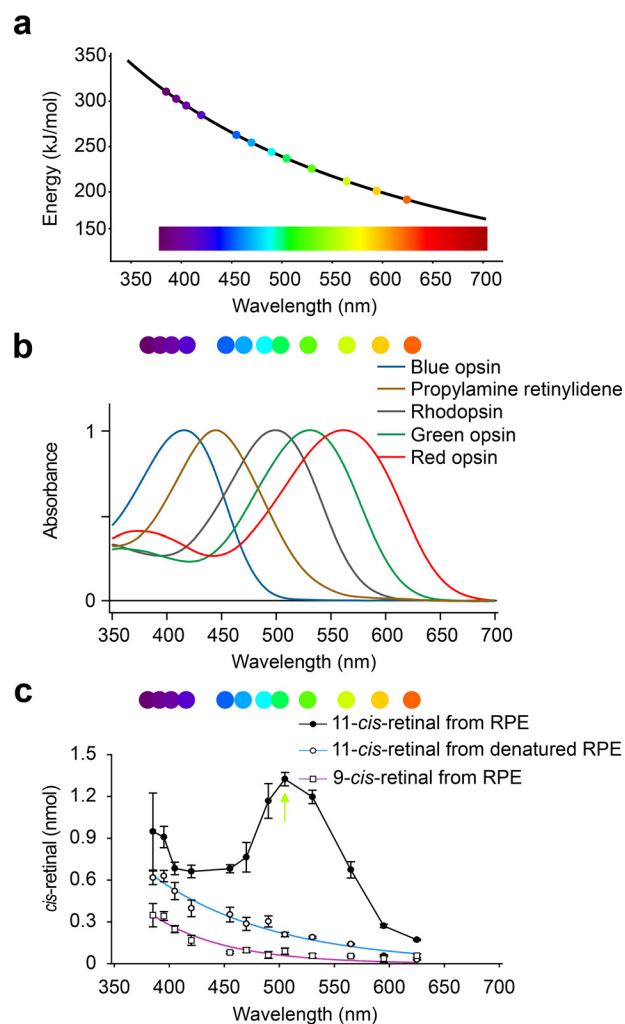 a
350
300
250
200
150
Energy (kJ/mol)
350 400 450 500 550 600 650 700
Wavelength (nm)
b
Blue opsin
Propylamine retinylidene
Rhodopsin
Green opsin
Red opsin
1
0
Absorbance
350 400 450 500 550 600 650 700
Wavelength (nm)
c
11-cis-retinal from RPE
11-cis-retinal from denatured RPE
9-cis-retinal from RPE
1.5
1.2
0.9
0.6
0.3
0
cis-retinal (nmol)
350 400 450 500 550 600 650 700
Wavelength (nm)